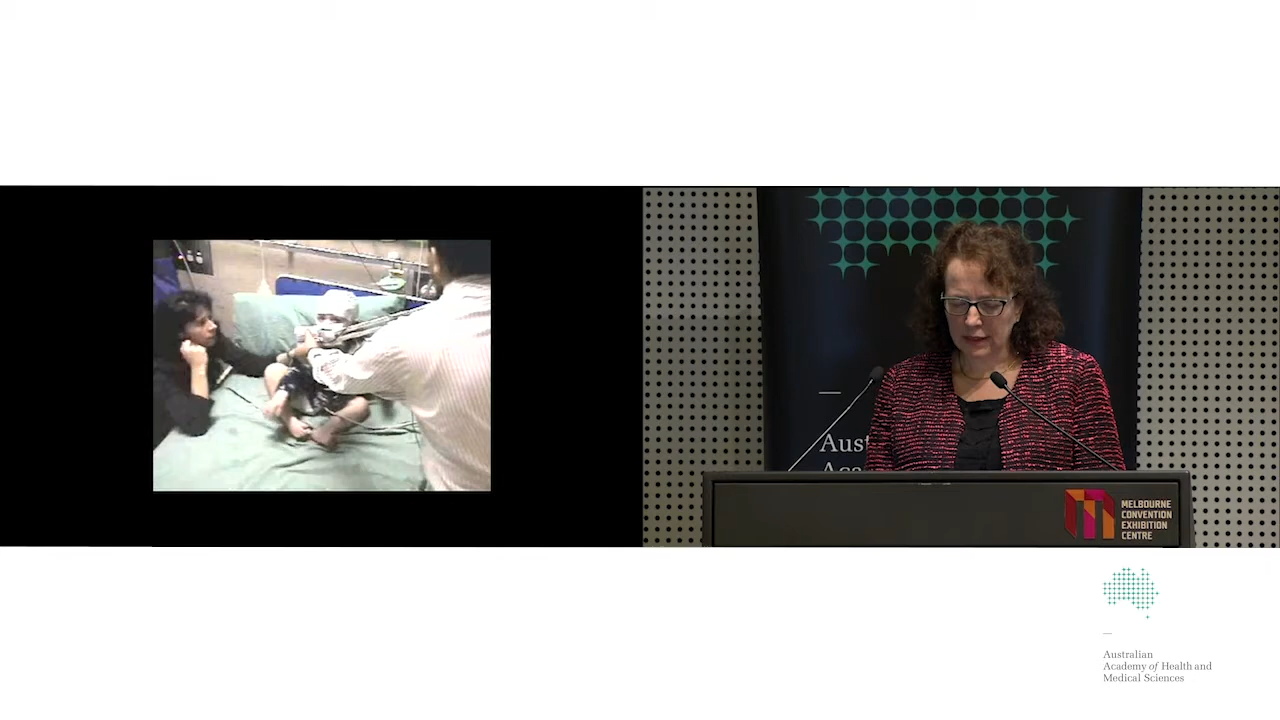 Aust
MELBOURNE
CONVENTION
EXHIBITION
CENTRE
Australian
Academy of Health and
Medical Sciences